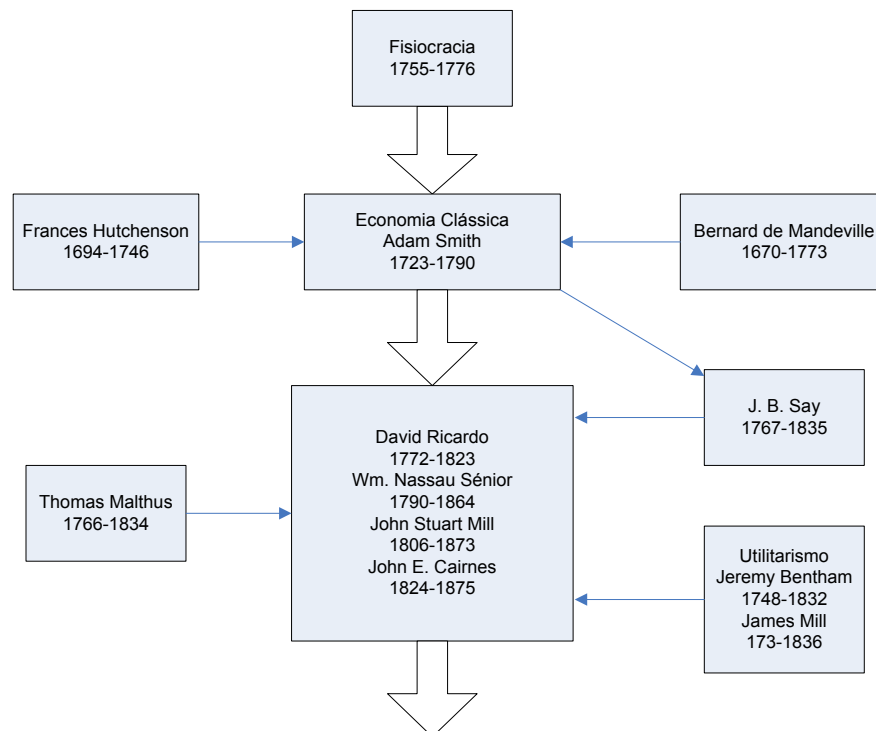 Fisiocracia
1755-1776
Frances Hutchenson
1694-1746
Economia Clássica
Adam Smith
1723-1790
Bernard de Mandeville
1670-1773
J. B. Say
1767-1835
David Ricardo
1772-1823
Wm. Nassau Sénior
1790-1864
John Stuart Mill
1806-1873
John E. Cairnes
1824-1875
Thomas Malthus
1766-1834
Utilitarismo
Jeremy Bentham
1748-1832
James Mill
173-1836